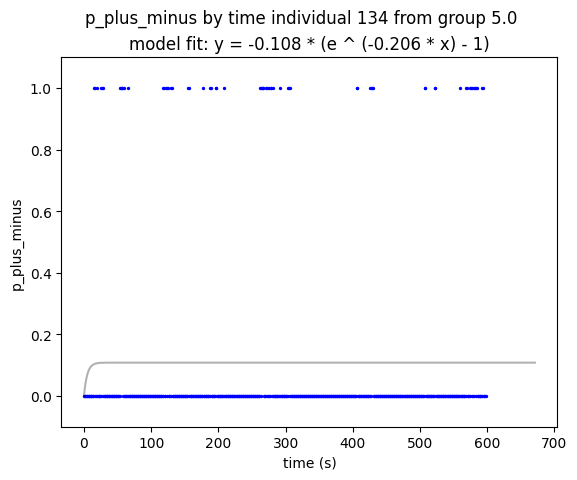 p_plus_minus by time individual 134 from group 5.0
model fit: y = -0.108 * (e ^ (-0.206 * x) - 1)
1.0
0.8
0.6
0.4
0.2
0.0
p_plus_minus
0 100 200 300 400 500 600 700
time (s)